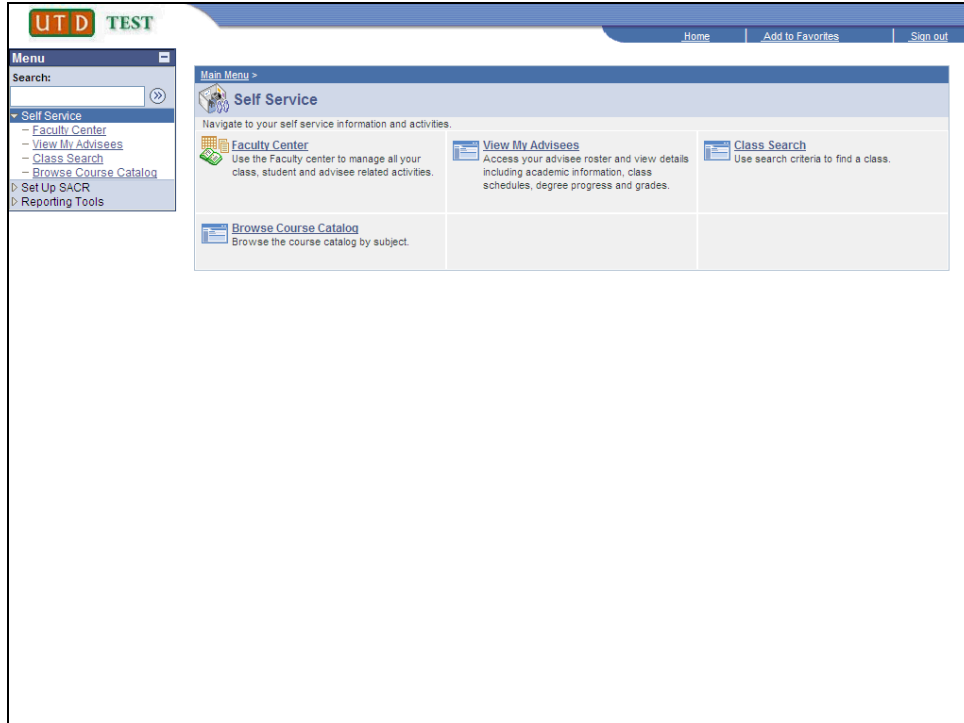 UTD TEST
Home Add to Favorites Sign out
Menu
Search:
Self Service
Faculty Center
View My Advisees
Class Search
Browse Course Catalog
Set Up SACR
Reporting Tools
Main Menu >
Self Service
Navigate to your self service information and activities.
Faculty Center
Use the Faculty center to manage all your
class, student and advisee related activities.
View My Advisees
Access your advisee roster and view details
including academic information, class
schedules, degree progress and grades.
Class Search
Use search criteria to find a class.
Browse Course Catalog
Browse the course catalog by subject.